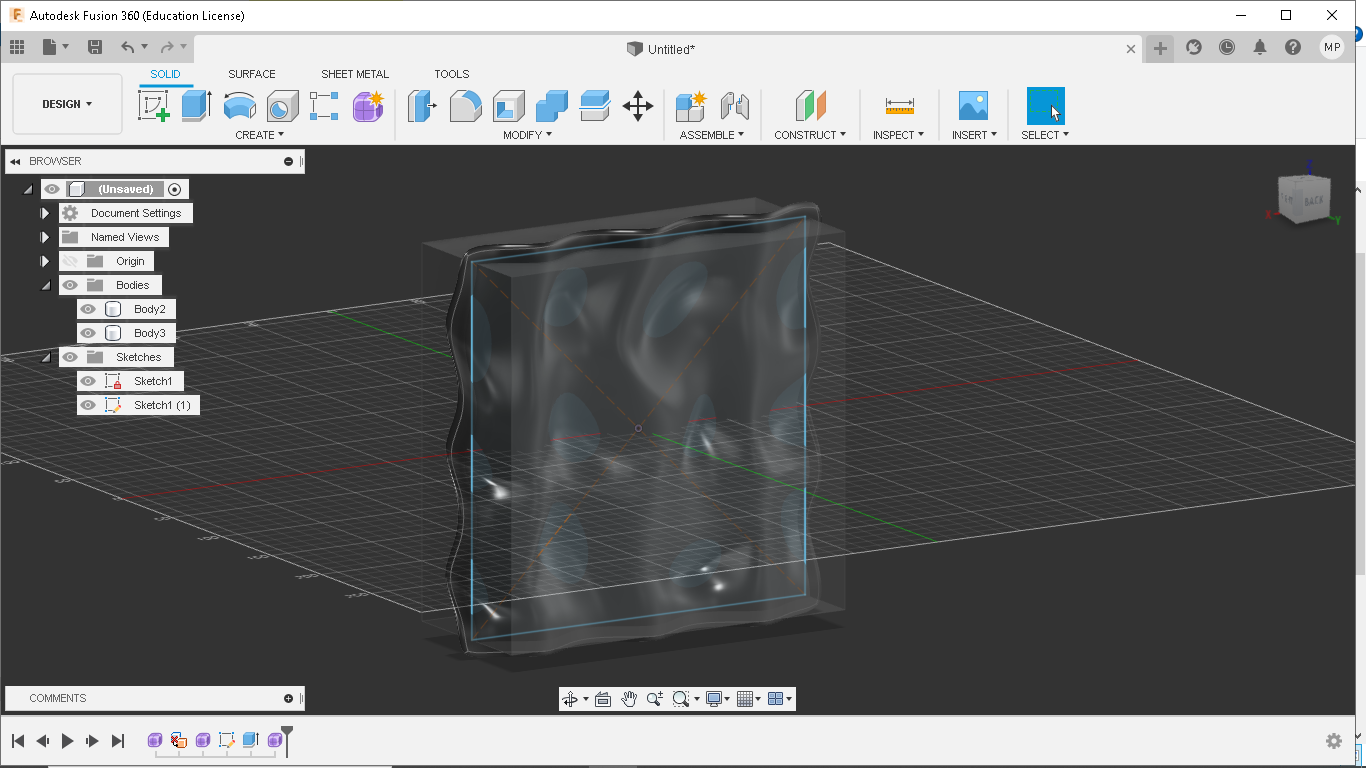 Autodesk Fusion 360 (Education License)
Untitled*
MP
SOLID SURFACE SHEET METAL TOOLS
DESIGN
CREATE MODIFY ASSEMBLE CONSTRUCT INSPECT INSERT SELECT
BROWSER
(Unsaved)
Document Settings
Named Views
Origin
Bodies
Body2
Body3
Sketches
Sketch1
Sketch1 (1)
Z
BACK
X
Y
COMMENTS